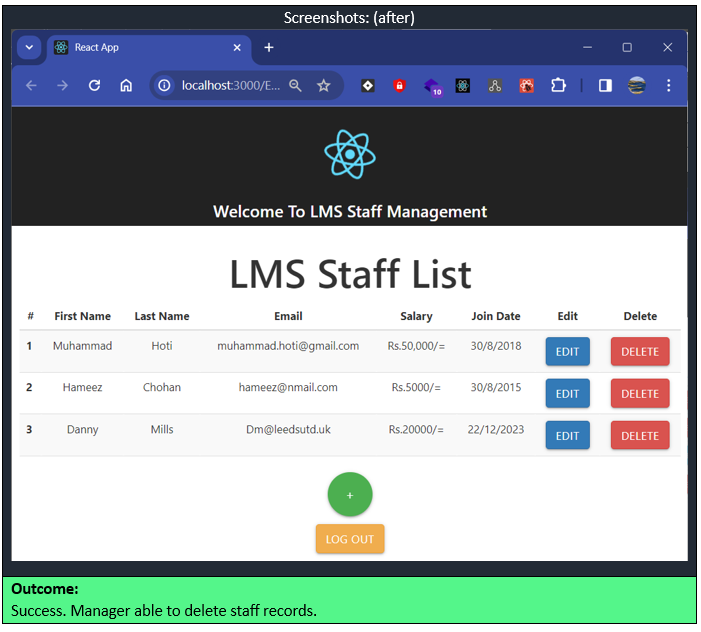 Screenshots: (after)
React App
localhost:3000/E...
10
Welcome To LMS Staff Management
LMS Staff List
# First Name Last Name Email Salary Join Date Edit Delete
1 Muhammad Hoti muhammad.hoti@gmail.com Rs.50,000/= 30/8/2018 EDIT DELETE
2 Hameez Chohan hameez@nmail.com Rs.5000/= 30/8/2015 EDIT DELETE
3 Danny Mills Dm@leedsutd.uk Rs.20000/= 22/12/2023 EDIT DELETE
+
LOG OUT
Outcome:
Success. Manager able to delete staff records.